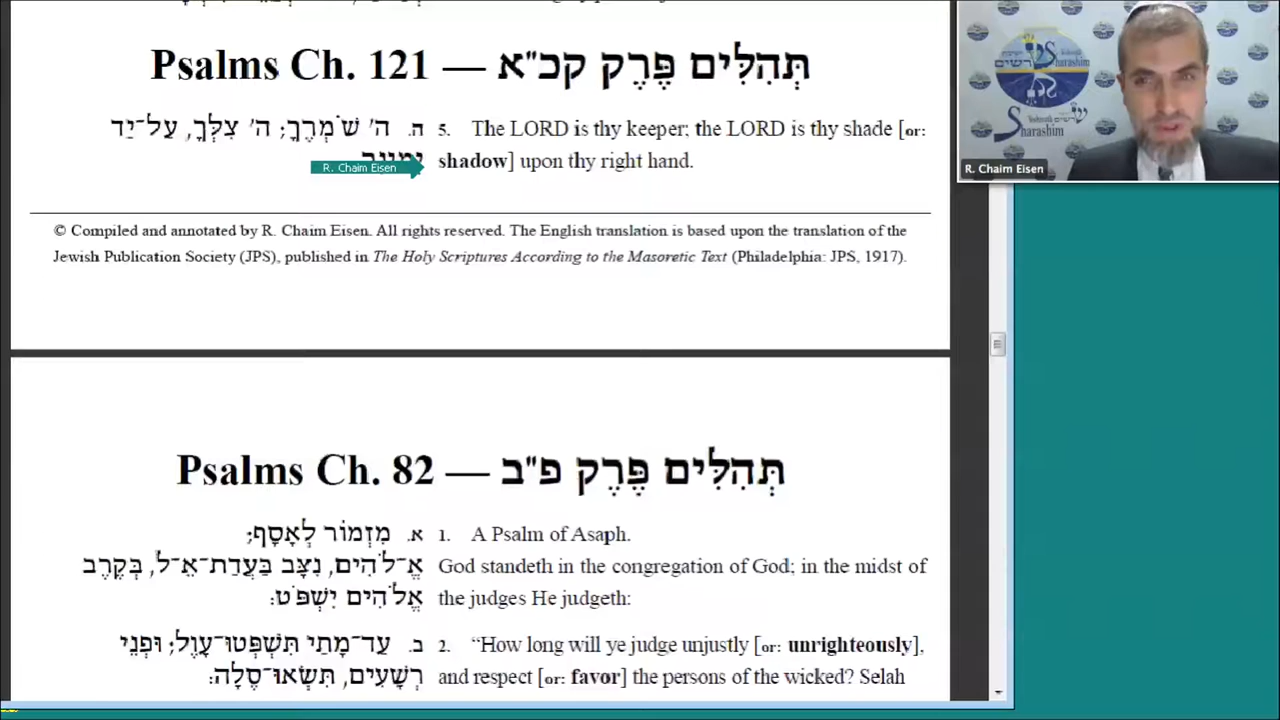 Psalms Ch. 121 — תְּהִלִּים פֶּרֶק קכ״א
ה. ה׳ שֹׁמְרֶךָ; ה׳ צִלְּךָ, עַל־יַד
5. The LORD is thy keeper; the LORD is thy shade [or:
shadow] upon thy right hand.
R. Chaim Eisen
© Compiled and annotated by R. Chaim Eisen. All rights reserved. The English translation is based upon the translation of the
Jewish Publication Society (JPS), published in The Holy Scriptures According to the Masoretic Text (Philadelphia: JPS, 1917).
Psalms Ch. 82 — תְּהִלִּים פֶּרֶק פ״ב
א. מִזְמוֹר לְאָסָף;
אֱ־לֹהִים, נִצָּב בַּעֲדַת־אֵ־ל, בְּקֶרֶב
אֱלֹהִים יִשְׁפֹּט:
1. A Psalm of Asaph.
God standeth in the congregation of God; in the midst of
the judges He judgeth:
ב. עַד־מָתַי תִּשְׁפְּטוּ־עָוֶל; וּפְנֵי
רְשָׁעִים, תִּשְׂאוּ־סֶלָה:
2. “How long will ye judge unjustly [or: unrighteously],
and respect [or: favor] the persons of the wicked? Selah
Sharashim
שרשים
Yeshivath
Sharashim
R. Chaim Eisen